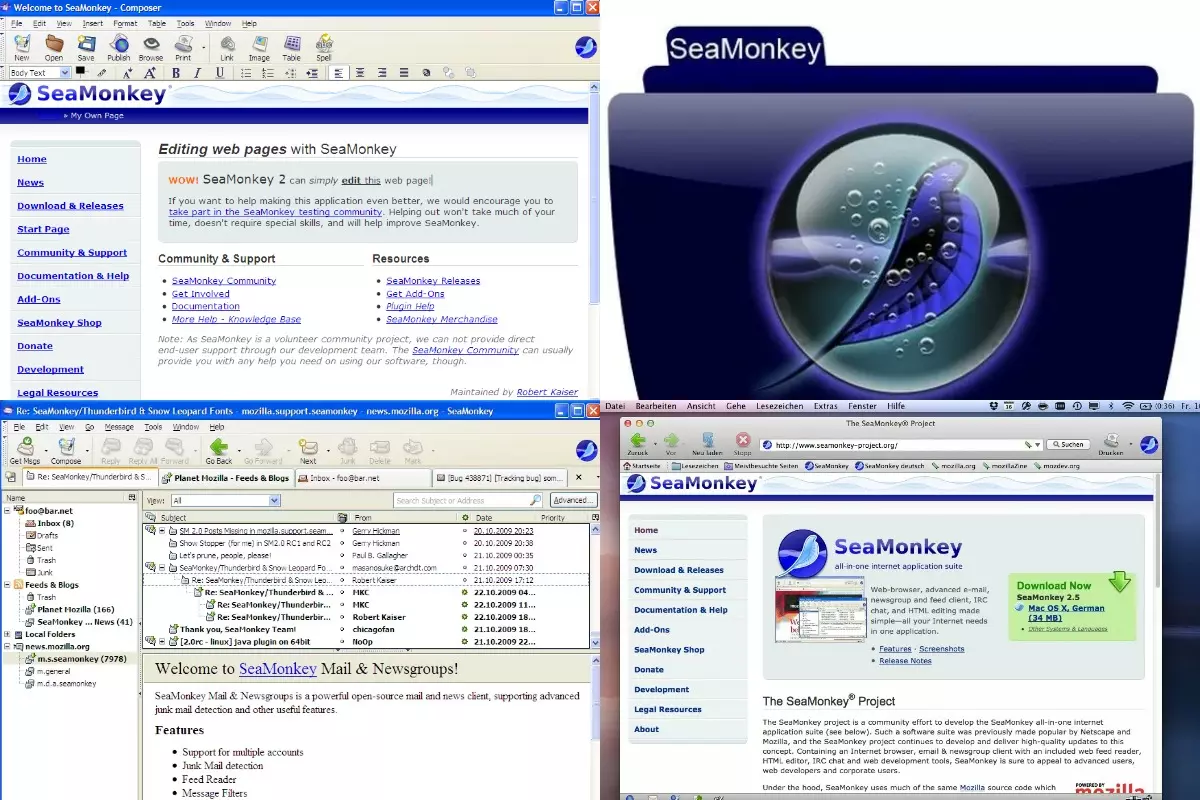 Welcome to SeaMonkey - Composer
File Edit View Insert Format Table Tools Window Help
New Open Save Publish Browse Print Link Image Table Spell
Body Text
B I U
SeaMonkey
» My Own Page
Home
News
Download & Releases
Start Page
Community & Support
Documentation & Help
Add-Ons
SeaMonkey Shop
Donate
Development
Legal Resources
Editing web pages with SeaMonkey
WOW! SeaMonkey 2 can simply edit this web page!
If you want to help making this application even better, we would encourage you to
take part in the SeaMonkey testing community. Helping out won't take much of your
time, doesn't require special skills, and will help improve SeaMonkey.
Community & Support
SeaMonkey Community
Get Involved
Documentation
More Help - Knowledge Base
Resources
SeaMonkey Releases
Get Add-Ons
Plugin Help
SeaMonkey Merchandise
Note: As SeaMonkey is a volunteer community project, we can not provide direct
end-user support through our development team. The SeaMonkey Community can usually
provide you with any help you need on using our software, though.
Maintained by Robert Kaiser
SeaMonkey
Re: SeaMonkey/Thunderbird & Snow Leopard Fonts - mozilla.support.seamonkey - news.mozilla.org - SeaMonkey
File Edit View Go Message Tools Window Help
Get Msgs Compose Reply Reply All Forward Go Back Go Forward Next Junk Delete Mark
Re: SeaMonkey/Thunderbird & S... Planet Mozilla - Feeds & Blogs Inbox - foo@bar.net [Bug 438871] [Tracking bug] som...
Name
foo@bar.net
Inbox (8)
Drafts
Sent
Trash
Junk
Feeds & Blogs
Trash
Planet Mozilla (166)
SeaMonkey ... News (41)
Local Folders
news.mozilla.org
m.s.seamonkey (7978)
m.general
m.d.a.seamonkey
View: All Search Subject or Address Advanced...
Subject From Date Priority
SM 2.0 Posts Missing in mozilla.support.seam... Gerry Hickman 20.10.2009 20:23
Show Stopper (for me) in SM2.0 RC1 and RC2 Gerry Hickman 20.10.2009 20:38
Let's prune, people, please! Paul B. Gallagher 21.10.2009 00:35
SeaMonkey/Thunderbird & Snow Leopard Fo... masanosuke@archdt.com 21.10.2009 07:30
Re: SeaMonkey/Thunderbird & Snow Leo... Robert Kaiser 21.10.2009 17:12
Re: SeaMonkey/Thunderbird & ... MKC 22.10.2009 04...
Re: SeaMonkey/Thunderbir... MKC 22.10.2009 11...
Re: SeaMonkey/Thunderbir... Robert Kaiser 22.10.2009 18...
Thank you, SeaMonkey Team! chicagofan 21.10.2009 18...
[2.0rc - linux] Java plugin on 64bit NoOp 21.10.2009 22...
Welcome to SeaMonkey Mail & Newsgroups!
SeaMonkey Mail & Newsgroups is a powerful open-source mail and news client, supporting advanced
junk mail detection and other useful features.
Features
Support for multiple accounts
Junk Mail detection
Feed Reader
Message Filters
Datei Bearbeiten Ansicht Gehe Lesezeichen Extras Fenster Hilfe 16 (0:36) Fr. 16
The SeaMonkey® Project
Zurück Vor Neu laden Stopp http://www.seamonkey-project.org/ Suchen Drucken
Startseite Lesezeichen Meistbesuchte Seiten SeaMonkey SeaMonkey deutsch mozilla.org mozillaZine mozdev.org
SeaMonkey
Home
News
Download & Releases
Community & Support
Documentation & Help
Add-Ons
SeaMonkey Shop
Donate
Development
Legal Resources
About
SeaMonkey
all-in-one internet application suite
Web-browser, advanced e-mail,
newsgroup and feed client, IRC
chat, and HTML editing made
simple—all your Internet needs
in one application.
Features · Screenshots
Release Notes
Download Now
SeaMonkey 2.5
Mac OS X, German
(34 MB)
Other Systems & Languages
The SeaMonkey® Project
The SeaMonkey project is a community effort to develop the SeaMonkey all-in-one internet
application suite (see below). Such a software suite was previously made popular by Netscape and
Mozilla, and the SeaMonkey project continues to develop and deliver high-quality updates to this
concept. Containing an Internet browser, email & newsgroup client with an included web feed reader,
HTML editor, IRC chat and web development tools, SeaMonkey is sure to appeal to advanced users,
web developers and corporate users.
Under the hood, SeaMonkey uses much of the same Mozilla source code which
POWERED BY
mozilla